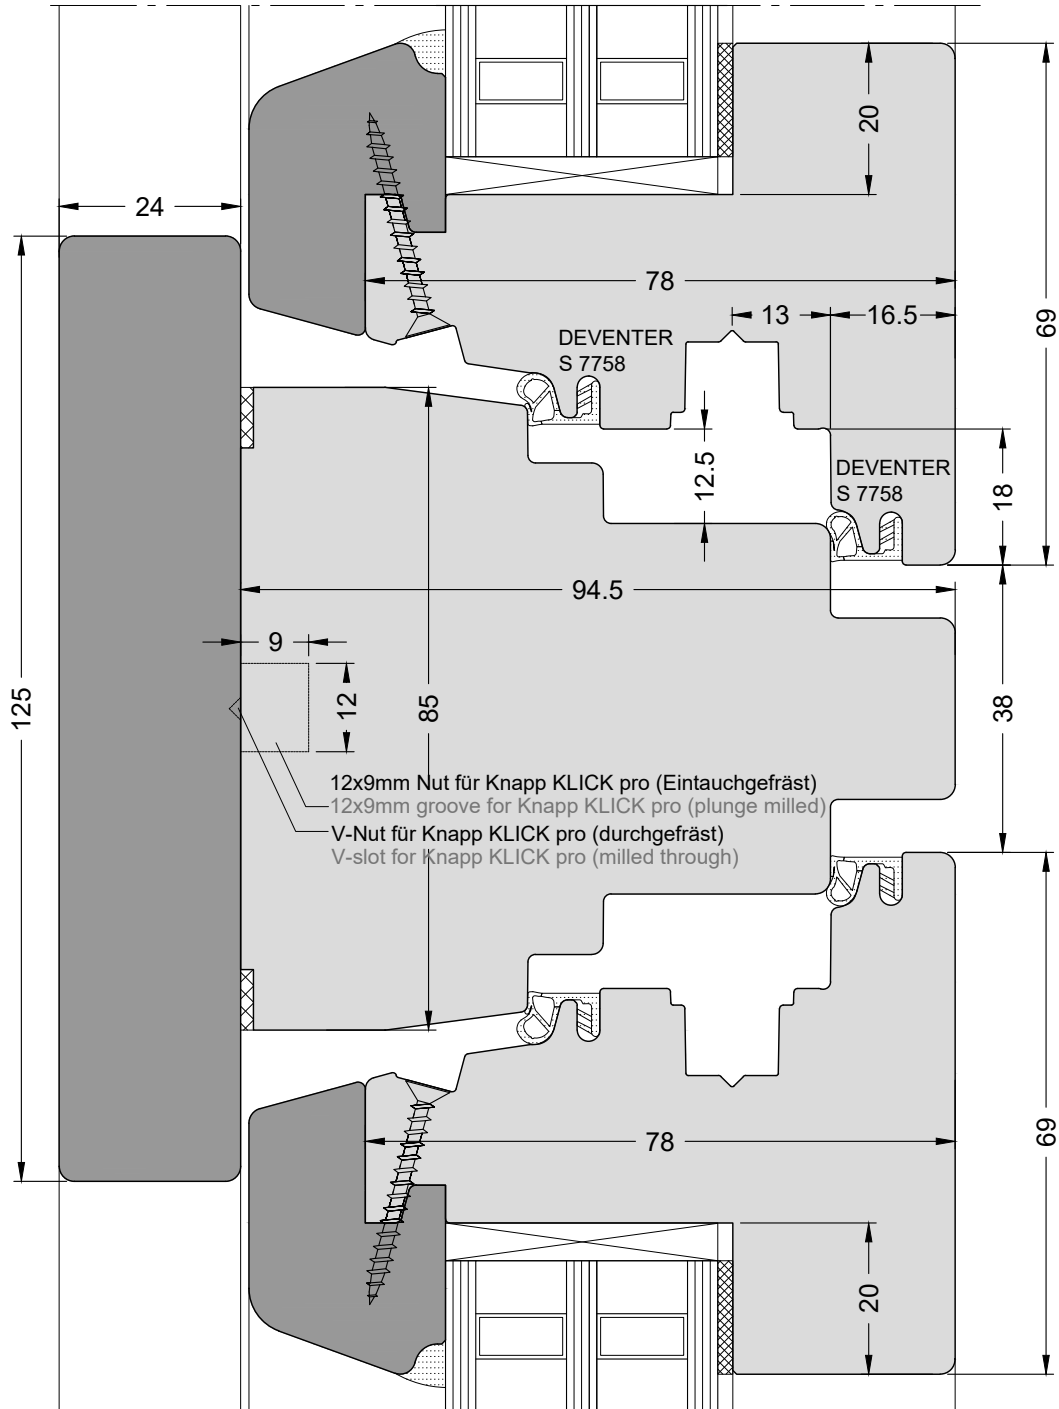 20
24
78
13
16.5
69
DEVENTER
S 7758
12.5
DEVENTER
S 7758
18
94.5
9
12
85
125
38
12x9mm Nut für Knapp KLICK pro (Eintauchgefräst)
12x9mm groove for Knapp KLICK pro (plunge milled)
V-Nut für Knapp KLICK pro (durchgefräst)
V-slot for Knapp KLICK pro (milled through)
78
69
20